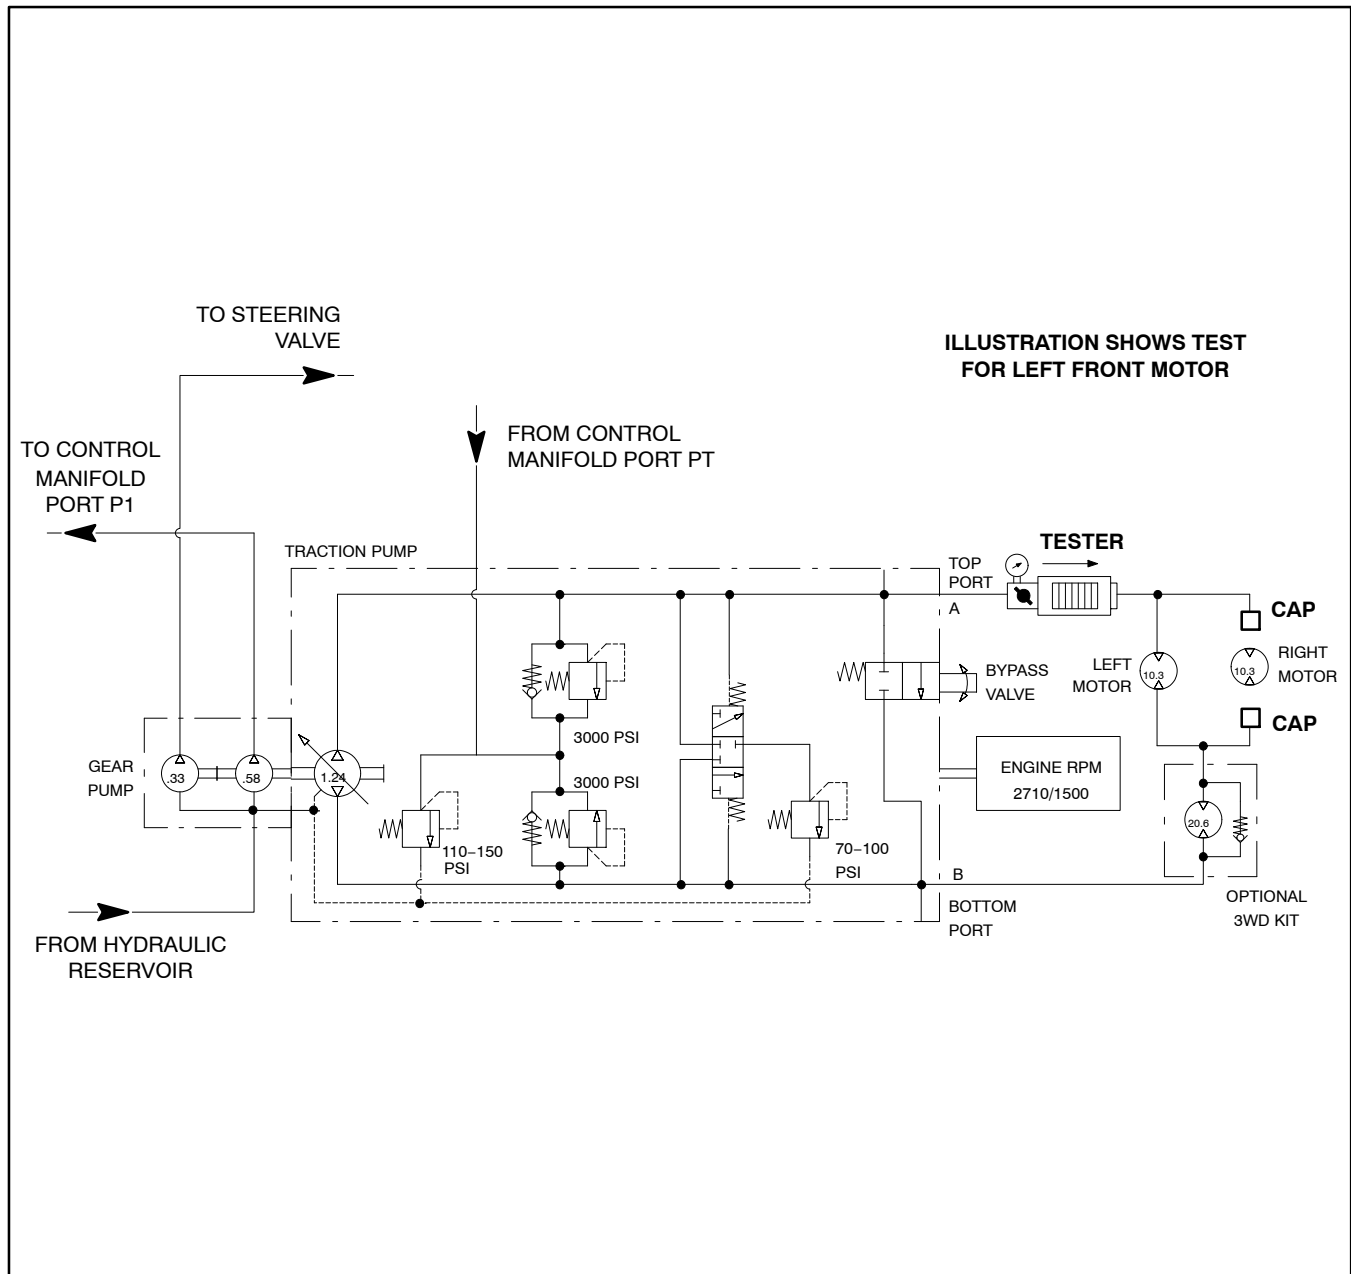 TO STEERING
VALVE
ILLUSTRATION SHOWS TEST
FOR LEFT FRONT MOTOR
TO CONTROL
MANIFOLD
PORT P1
FROM CONTROL
MANIFOLD PORT PT
TRACTION PUMP
TOP
PORT
A
TESTER
CAP
LEFT
MOTOR
10.3
10.3
RIGHT
MOTOR
BYPASS
VALVE
CAP
3000 PSI
3000 PSI
GEAR
PUMP
.33
.58
1.24
ENGINE RPM
2710/1500
20.6
110–150
PSI
70–100
PSI
B
BOTTOM
PORT
OPTIONAL
3WD KIT
FROM HYDRAULIC
RESERVOIR